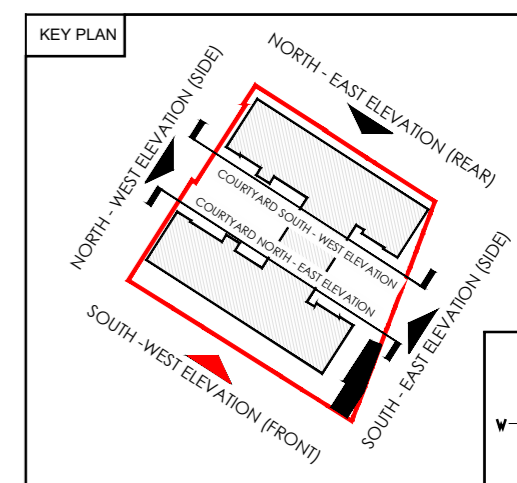 KEY PLAN
NORTH - EAST ELEVATION (REAR)
NORTH - WEST ELEVATION (SIDE)
COURTYARD SOUTH - WEST ELEVATION
COURTYARD NORTH - EAST ELEVATION
SOUTH - EAST ELEVATION (SIDE)
SOUTH -WEST ELEVATION (FRONT)
W